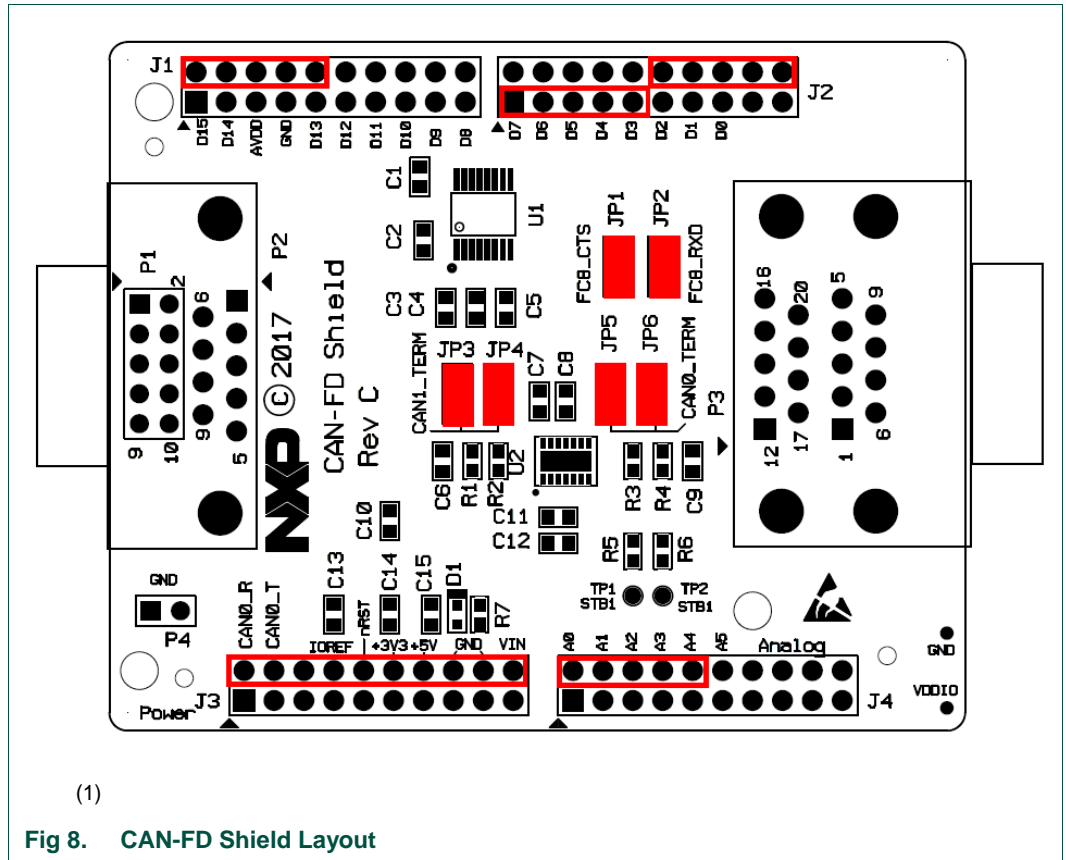 J1
J2
D15 D14 AVDD GND D13 D12 D11 D10 D9 D8
D7 D6 D5 D4 D3 D2 D1 D0
C1
U1
C2
JP1 JP2
FC8_CTS
FC8_RXD
P1
P2
2
6
9
10
9
5
C3 C4 C5
© 2017
NXP
CAN-FD Shield
Rev C
CAN1_TERM
JP3 JP4
C7 C8
JP5 JP6
CAN0_TERM
P3
16
20
5
9
12
17
1
6
C6 R1 R2
U2
R3 R4 C9
C10
C11
C12
R5 R6
TP1
STB1
TP2
STB1
GND
P4
CAN0_R
CAN0_T
C13
C14
C15
D1
R7
IOREF
nRST
+3V3
+5V
GND
VIN
A0 A1 A2 A3 A4 A5
Analog
GND
VDDIO
J3
J4
Power
(1)
Fig 8. CAN-FD Shield Layout